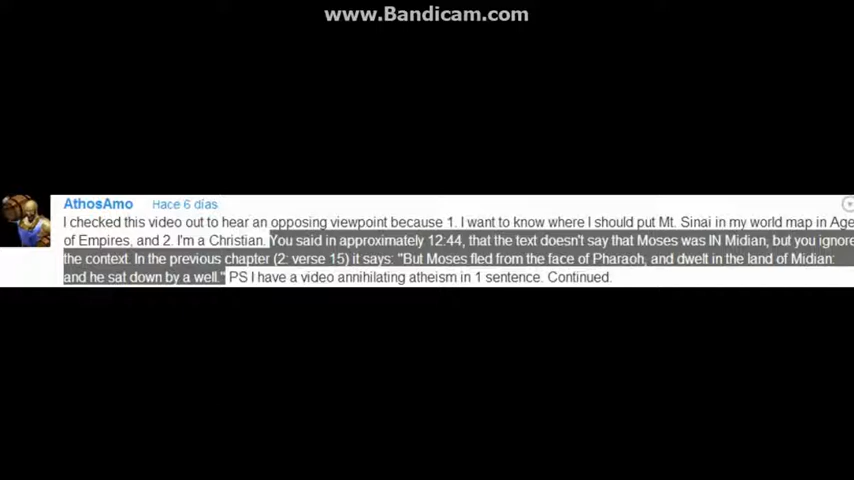 www.Bandicam.com
AthosAmo Hace 6 días
I checked this video out to hear an opposing viewpoint because 1. I want to know where I should put Mt. Sinai in my world map in Age
of Empires, and 2. I'm a Christian. You said in approximately 12:44, that the text doesn't say that Moses was IN Midian, but you ignore
the context. In the previous chapter (2: verse 15) it says: "But Moses fled from the face of Pharaoh, and dwelt in the land of Midian:
and he sat down by a well." PS I have a video annihilating atheism in 1 sentence. Continued.